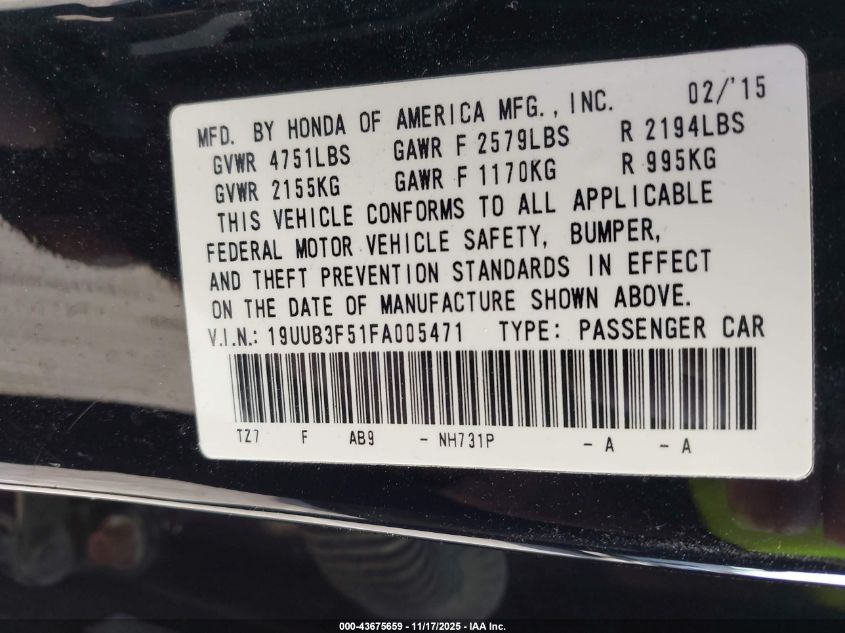 02/'15
MFD. BY HONDA OF AMERICA MFG., INC.
GVWR 4751LBS GAWR F 2579LBS R 2194LBS
GVWR 2155KG GAWR F 1170KG R 995KG
THIS VEHICLE CONFORMS TO ALL APPLICABLE
FEDERAL MOTOR VEHICLE SAFETY, BUMPER,
AND THEFT PREVENTION STANDARDS IN EFFECT
ON THE DATE OF MANUFACTURE SHOWN ABOVE.
V.I.N.: 19UUB3F51FA005471 TYPE: PASSENGER CAR
TZ7 F AB9 - NH731P - A - A
000-43675659 - 11/17/2025 - IAA Inc.